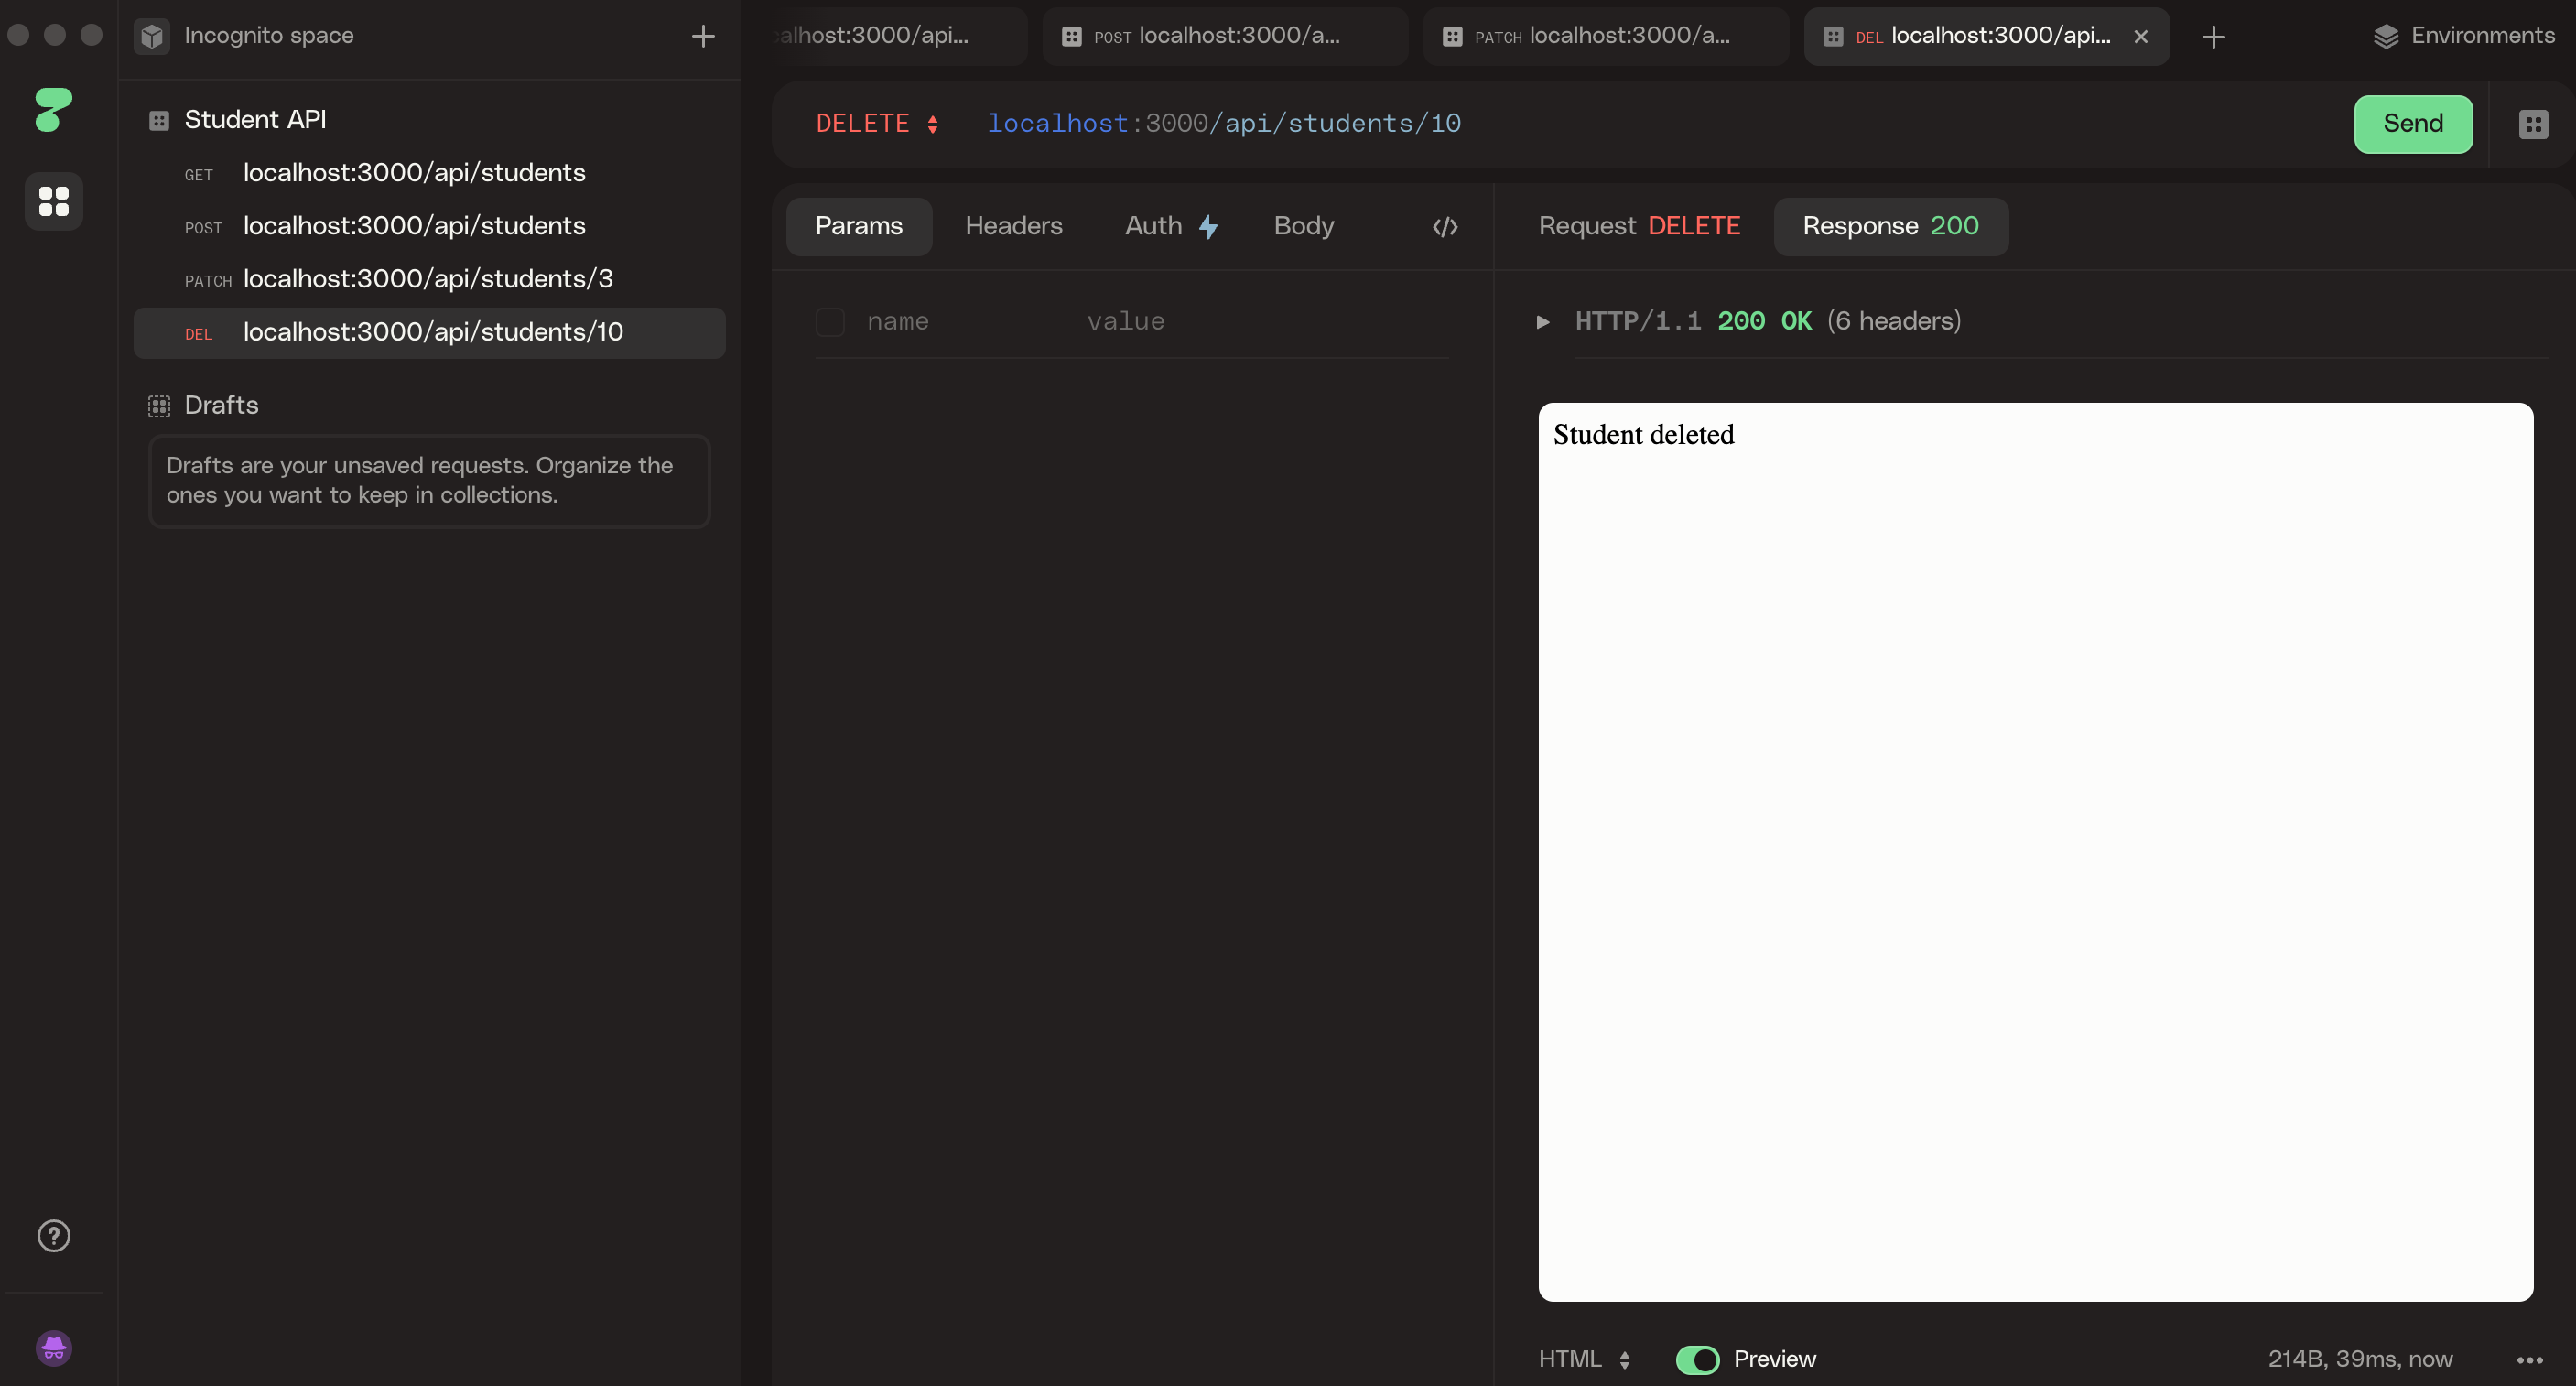 Incognito space
alhost:3000/api...
POST localhost:3000/a...
PATCH localhost:3000/a...
DEL localhost:3000/api...
Environments
Student API
GET localhost:3000/api/students
POST localhost:3000/api/students
PATCH localhost:3000/api/students/3
DEL localhost:3000/api/students/10
Drafts
Drafts are your unsaved requests. Organize the
ones you want to keep in collections.
DELETE localhost:3000/api/students/10
Send
Params Headers Auth Body </>
name value
Request DELETE Response 200
HTTP/1.1 200 OK (6 headers)
Student deleted
HTML Preview 214B, 39ms, now